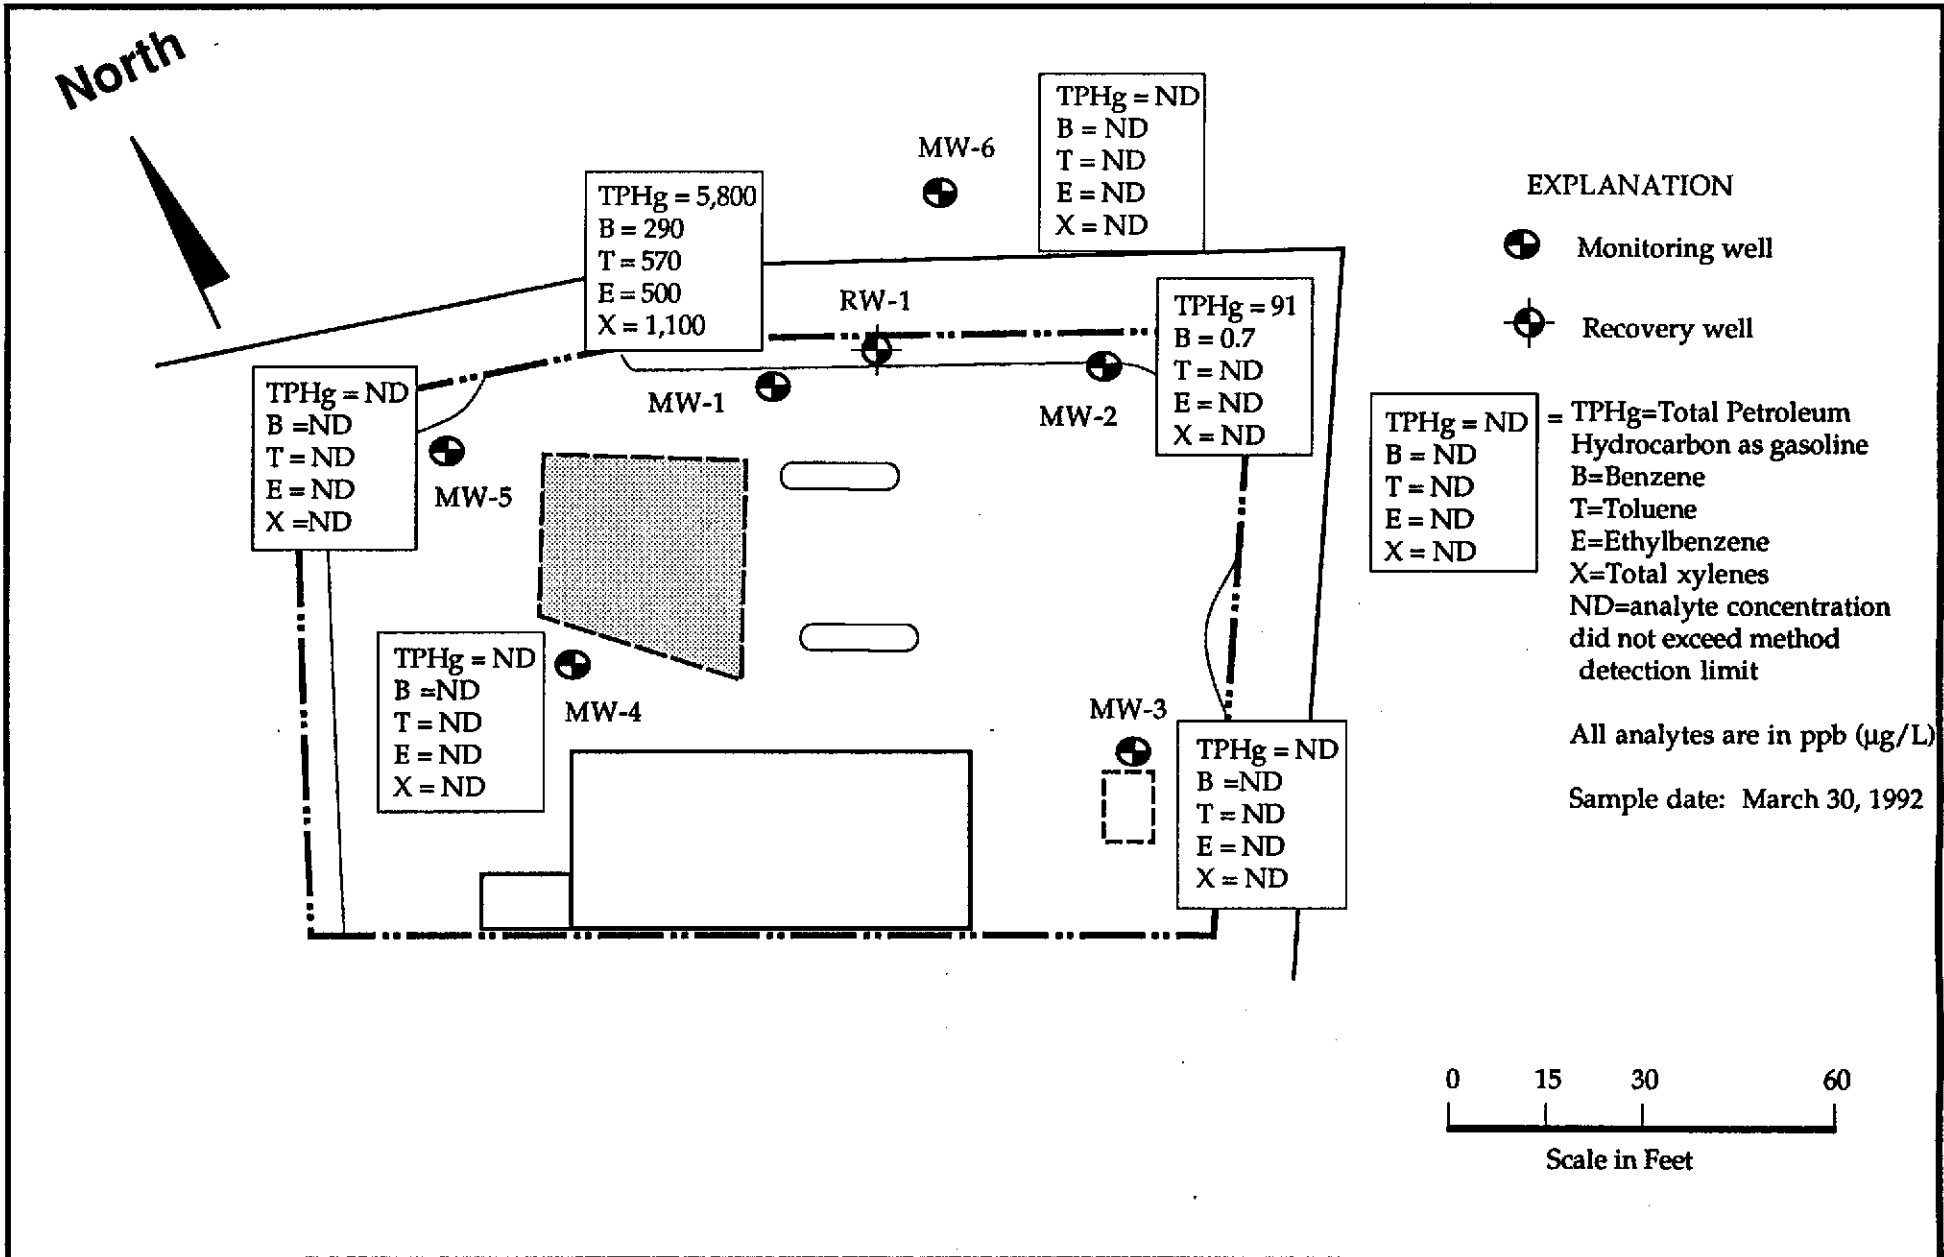 North
TPHg = ND
B = ND
T = ND
E = ND
X = ND
MW-6
TPHg = 5,800
B = 290
T = 570
E = 500
X = 1,100
EXPLANATION
Monitoring well
Recovery well
RW-1
TPHg = 91
B = 0.7
T = ND
E = ND
X = ND
MW-1
MW-2
TPHg = ND
B =ND
T = ND
E = ND
X =ND
MW-5
TPHg = ND
B = ND
T = ND
E = ND
X = ND
= TPHg=Total Petroleum
Hydrocarbon as gasoline
B=Benzene
T=Toluene
E=Ethylbenzene
X=Total xylenes
ND=analyte concentration
did not exceed method
detection limit
All analytes are in ppb (µg/L)
Sample date: March 30, 1992
TPHg = ND
B =ND
T = ND
E = ND
X = ND
MW-4
MW-3
TPHg = ND
B =ND
T = ND
E = ND
X = ND
0 15 30 60
Scale in Feet